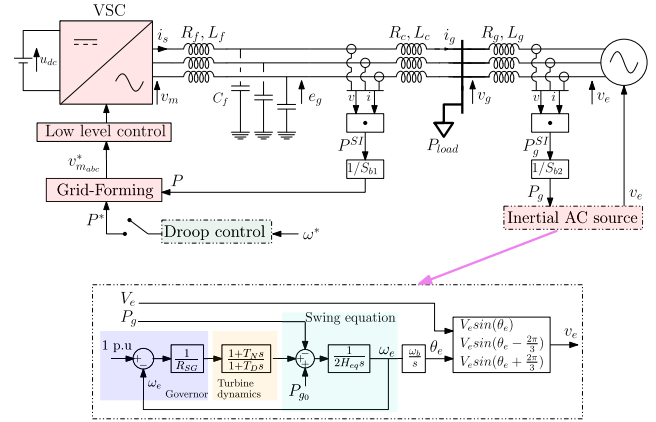 VSC
i_s
R_f, L_f
R_c, L_c
i_g
R_g, L_g
u_dc
v_m
C_f
e_g
v i
v_g
v i
v_e
Low level control
P^SI
P_load
P_g^SI
v*_m_abc
1/S_b1
1/S_b2
Grid-Forming
P
P_g
v_e
P*
Droop control
ω*
Inertial AC source
V_e
P_g
Swing equation
V_e sin(θ_e)
V_e sin(θ_e − 2π/3)
V_e sin(θ_e + 2π/3)
v_e
1 p.u
+
−
1/R_SG
1+T_N s/1+T_D s
−
+
+
1/2H_eq s
ω_e
ω_b/s
θ_e
ω_e
Governor
Turbine
dynamics
P_g0